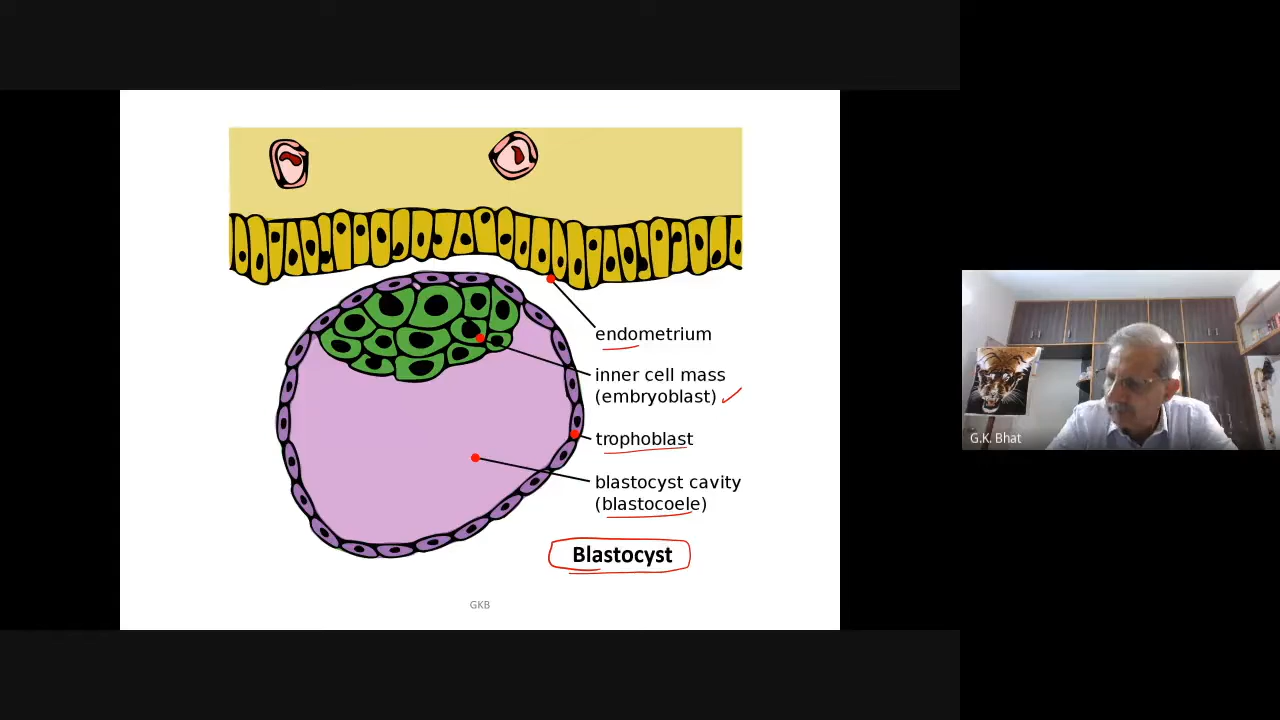 endometrium
inner cell mass
(embryoblast)
trophoblast
blastocyst cavity
(blastocoele)
Blastocyst
GKB
G.K. Bhat